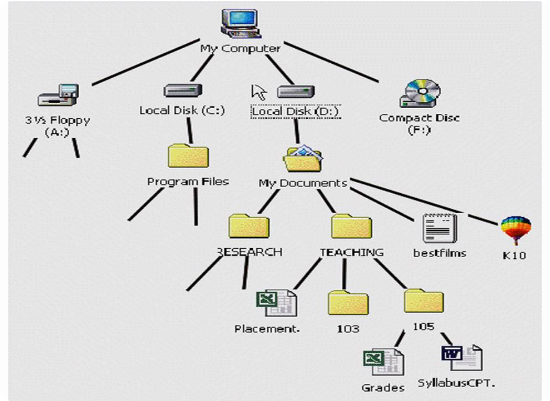 My Computer
3½ Floppy
(A:)
Local Disk (C:)
Local Disk (D:)
Compact Disc
(F:)
Program Files
My Documents
RESEARCH
TEACHING
bestfilms
K10
Placement.
103
105
Grades
SyllabusCPT.